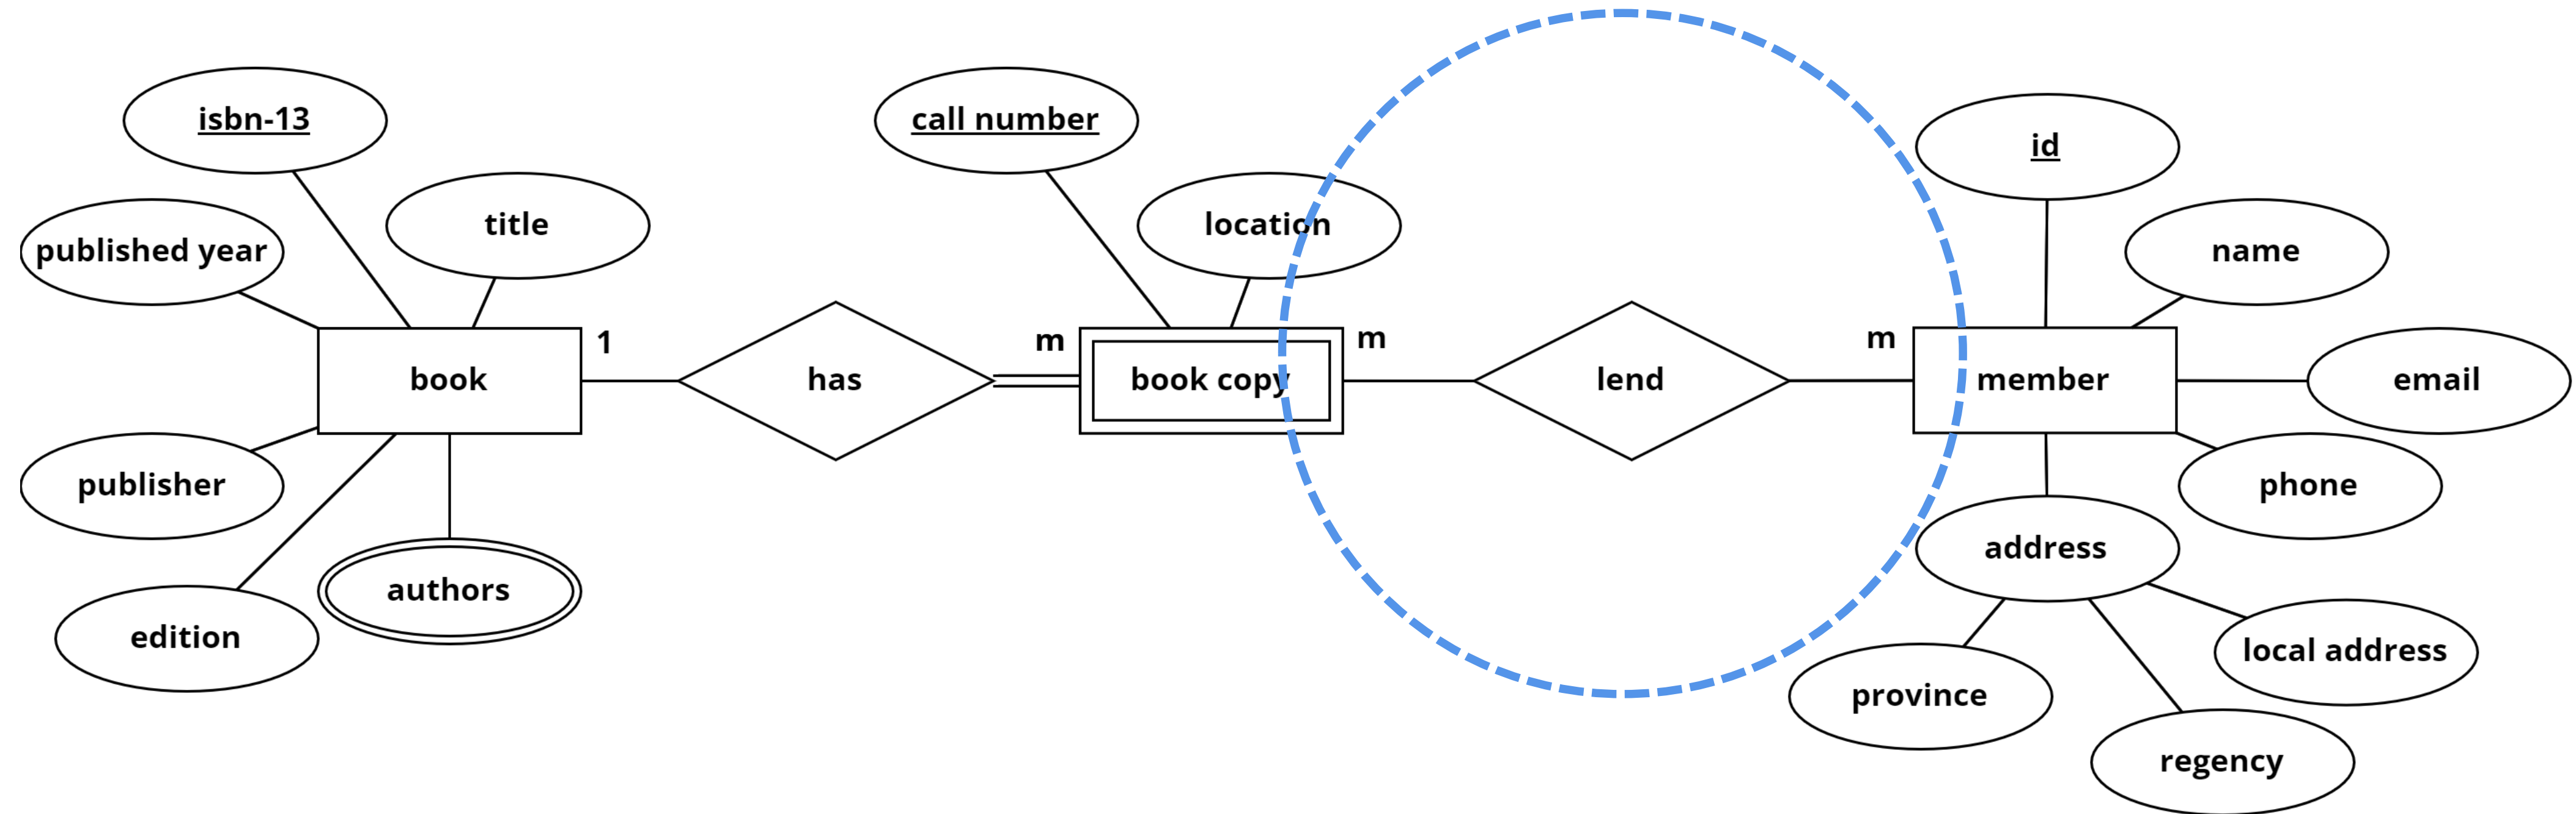 isbn-13
call number
id
title
location
published year
name
1
m
m
m
book
has
book copy
lend
member
email
publisher
phone
address
authors
edition
local address
province
regency